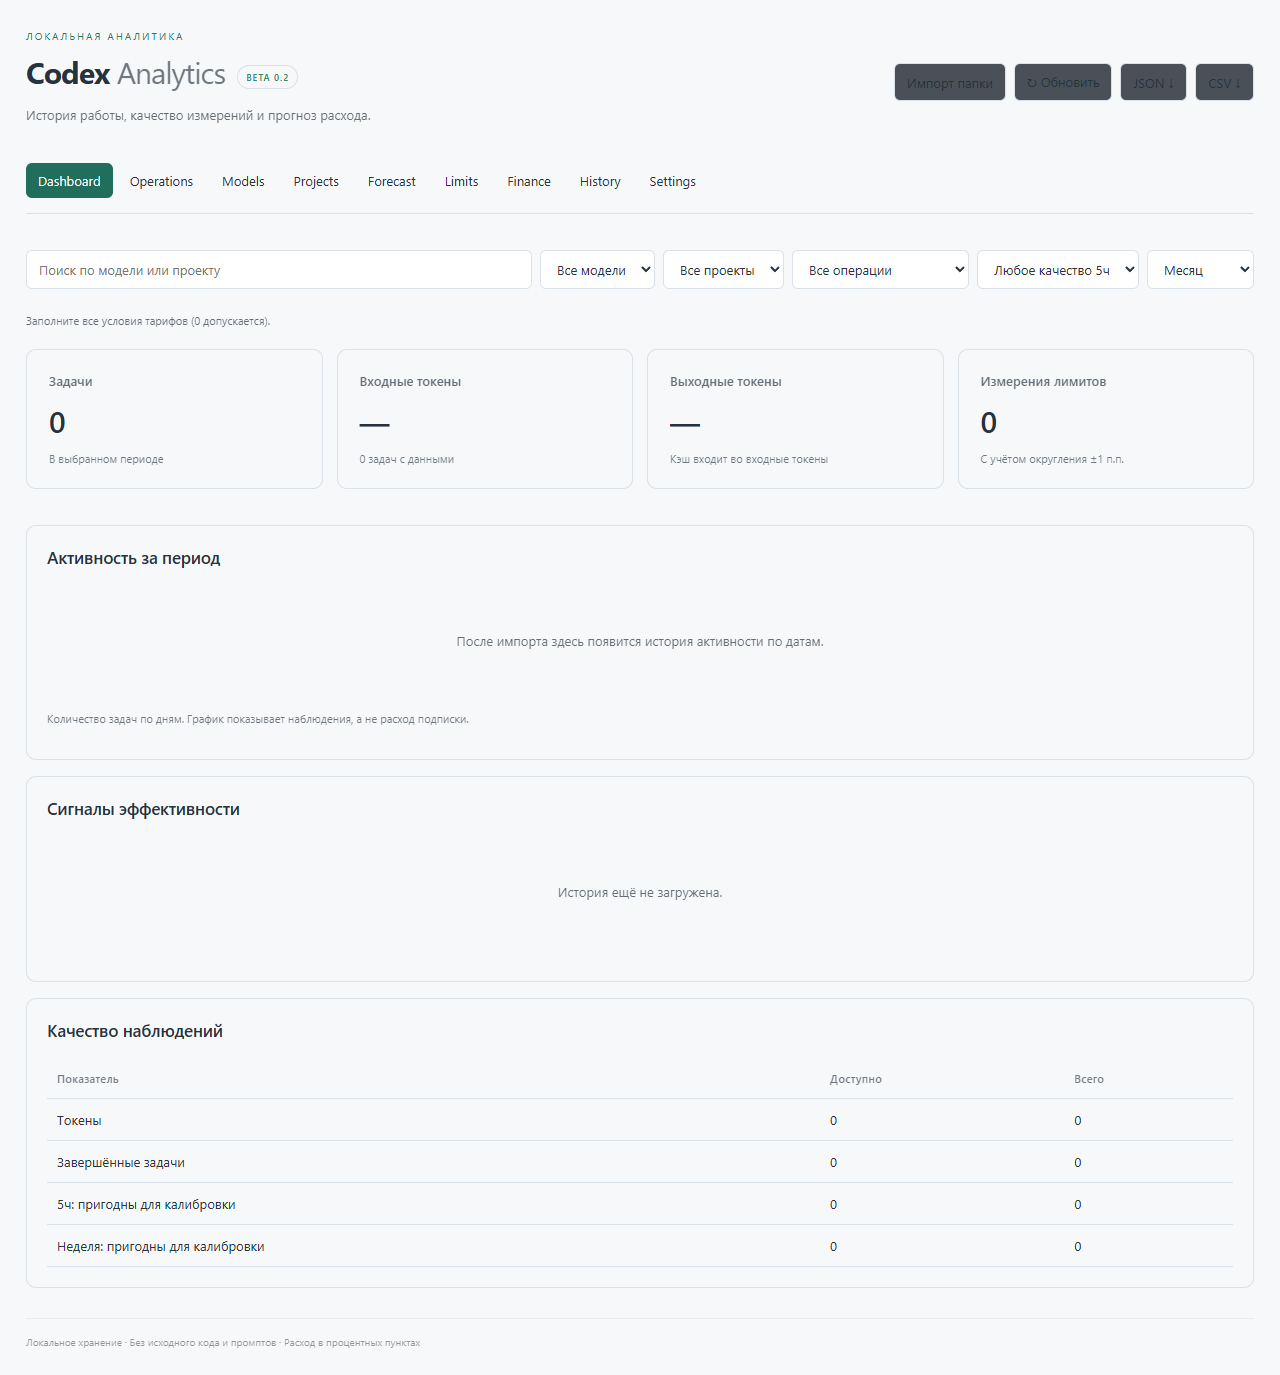 ЛОКАЛЬНАЯ АНАЛИТИКА
Codex Analytics BETA 0.2
История работы, качество измерений и прогноз расхода.
Импорт папки ↻ Обновить JSON ↓ CSV ↓
Dashboard Operations Models Projects Forecast Limits Finance History Settings
Поиск по модели или проекту Все модели Все проекты Все операции Любое качество 5ч Месяц
Заполните все условия тарифов (0 допускается).
Задачи Входные токены Выходные токены Измерения лимитов
0 — — 0
В выбранном периоде 0 задач с данными Кэш входит во входные токены С учётом округления ±1 п.п.
Активность за период
После импорта здесь появится история активности по датам.
Количество задач по дням. График показывает наблюдения, а не расход подписки.
Сигналы эффективности
История ещё не загружена.
Качество наблюдений
Показатель Доступно Всего
Токены 0 0
Завершённые задачи 0 0
5ч: пригодны для калибровки 0 0
Неделя: пригодны для калибровки 0 0
Локальное хранение · Без исходного кода и промптов · Расход в процентных пунктах